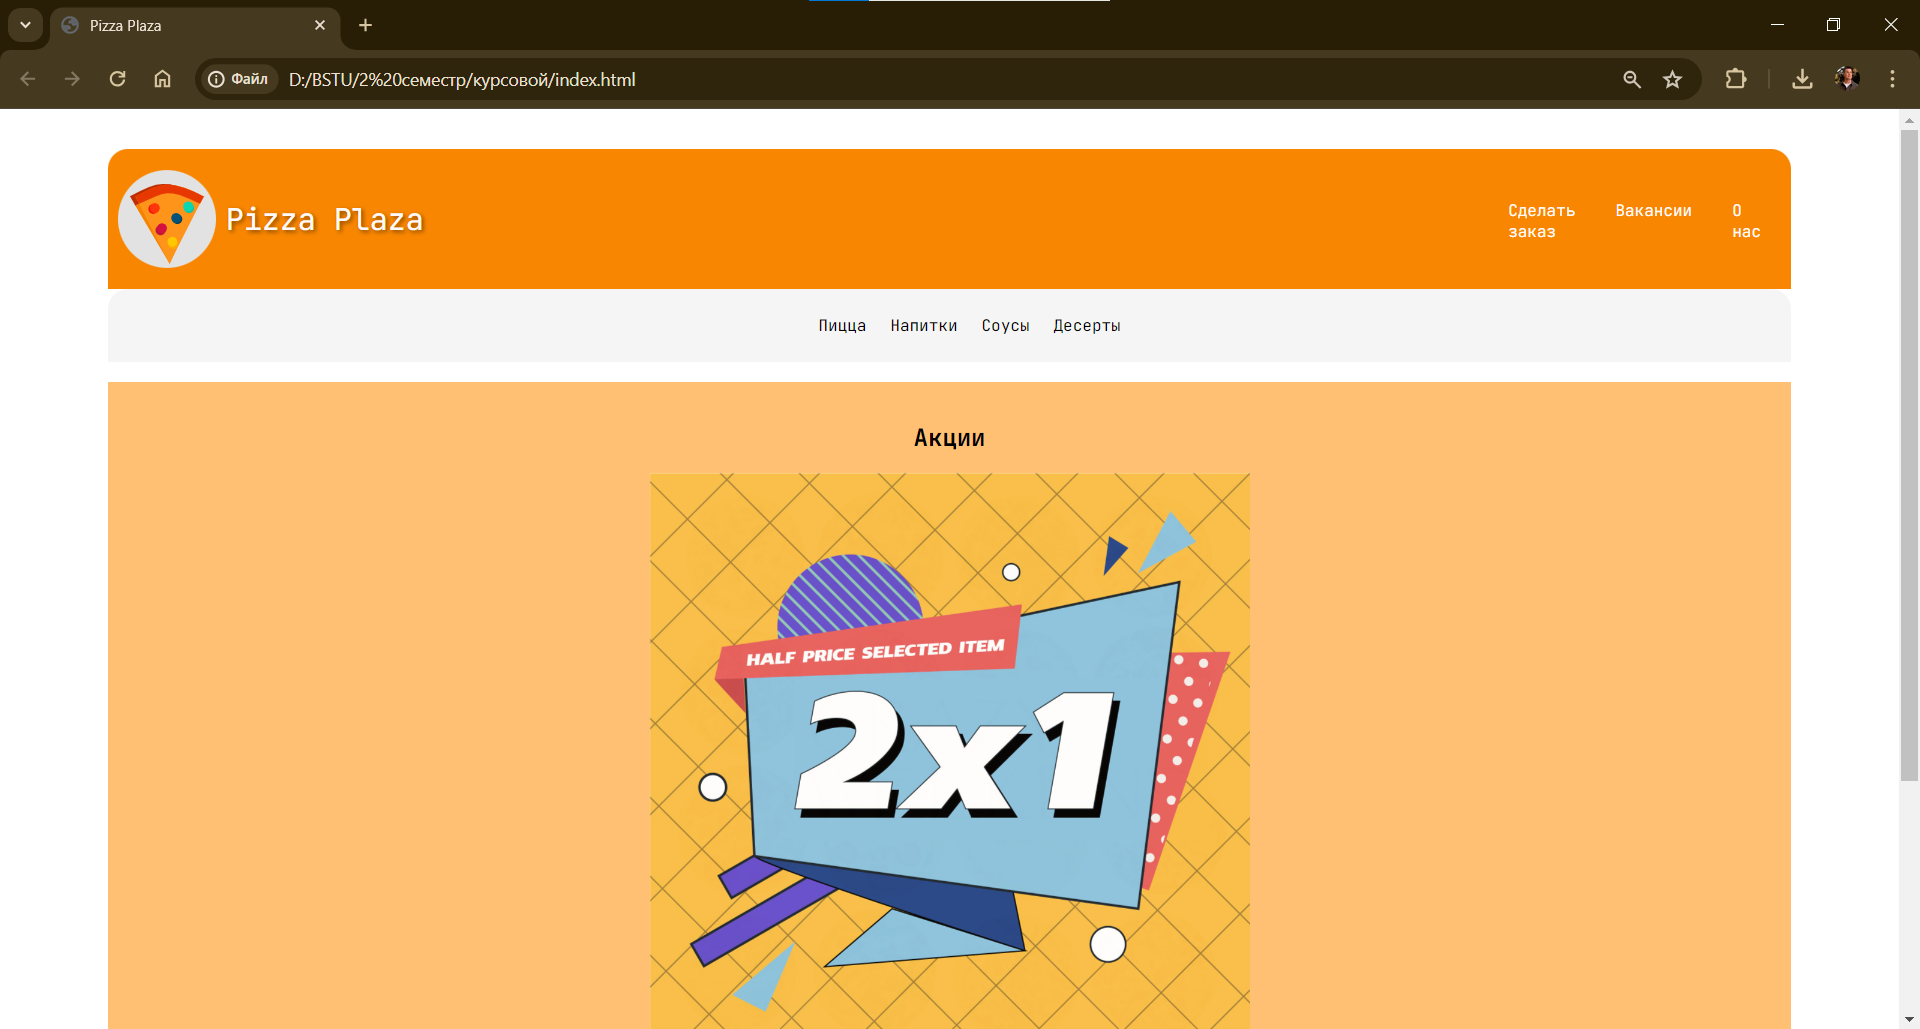 Pizza Plaza
Файл D:/BSTU/2%20семестр/курсовой/index.html
Pizza Plaza
Сделать заказ
Вакансии
О нас
Пицца Напитки Соусы Десерты
Акции
HALF PRICE SELECTED ITEM
2x1